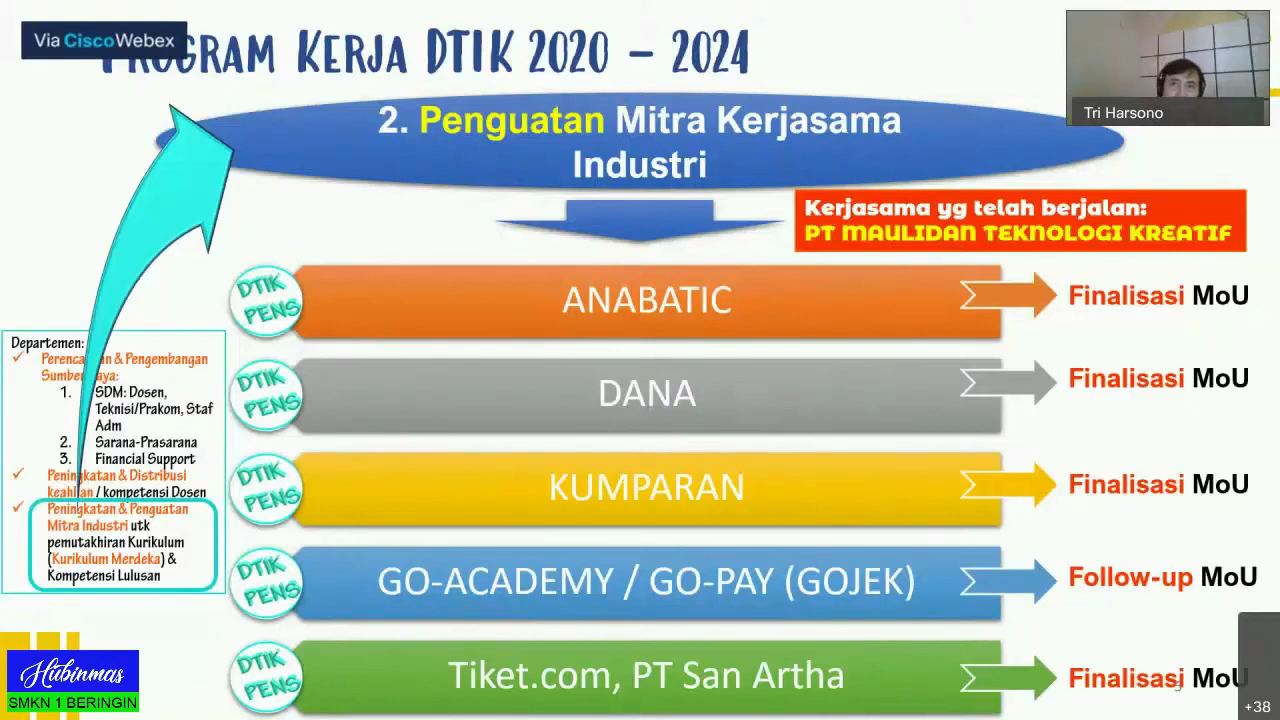 Via CiscoWebex
PROGRAM KERJA DTIK 2020 – 2024
Tri Harsono
2. Penguatan Mitra Kerjasama
Industri
Kerjasama yg telah berjalan:
PT MAULIDAN TEKNOLOGI KREATIF
DTIK
PENS
ANABATIC
Finalisasi MoU
DTIK
PENS
DANA
Finalisasi MoU
DTIK
PENS
KUMPARAN
Finalisasi MoU
DTIK
PENS
GO-ACADEMY / GO-PAY (GOJEK)
Follow-up MoU
DTIK
PENS
Tiket.com, PT San Artha
Finalisasi MoU
Departemen:
Perencanaan & Pengembangan
Sumber Daya:
1. SDM: Dosen,
Teknisi/Prakom, Staf
Adm
2. Sarana-Prasarana
3. Financial Support
Peningkatan & Distribusi
keahlian / kompetensi Dosen
Peningkatan & Penguatan
Mitra Industri utk
pemutakhiran Kurikulum
(Kurikulum Merdeka) &
Kompetensi Lulusan
Hubinmas
SMKN 1 BERINGIN
+38